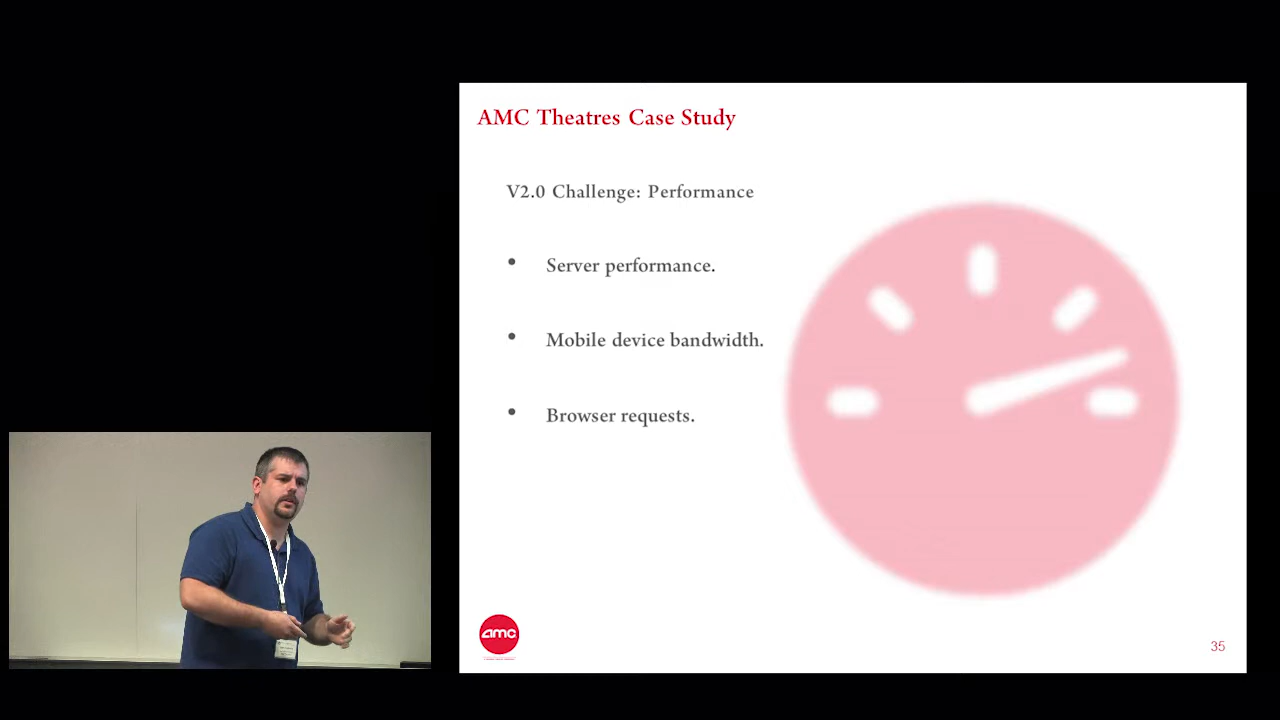 AMC Theatres Case Study
V2.0 Challenge: Performance
• Server performance.
• Mobile device bandwidth.
• Browser requests.
amc
35